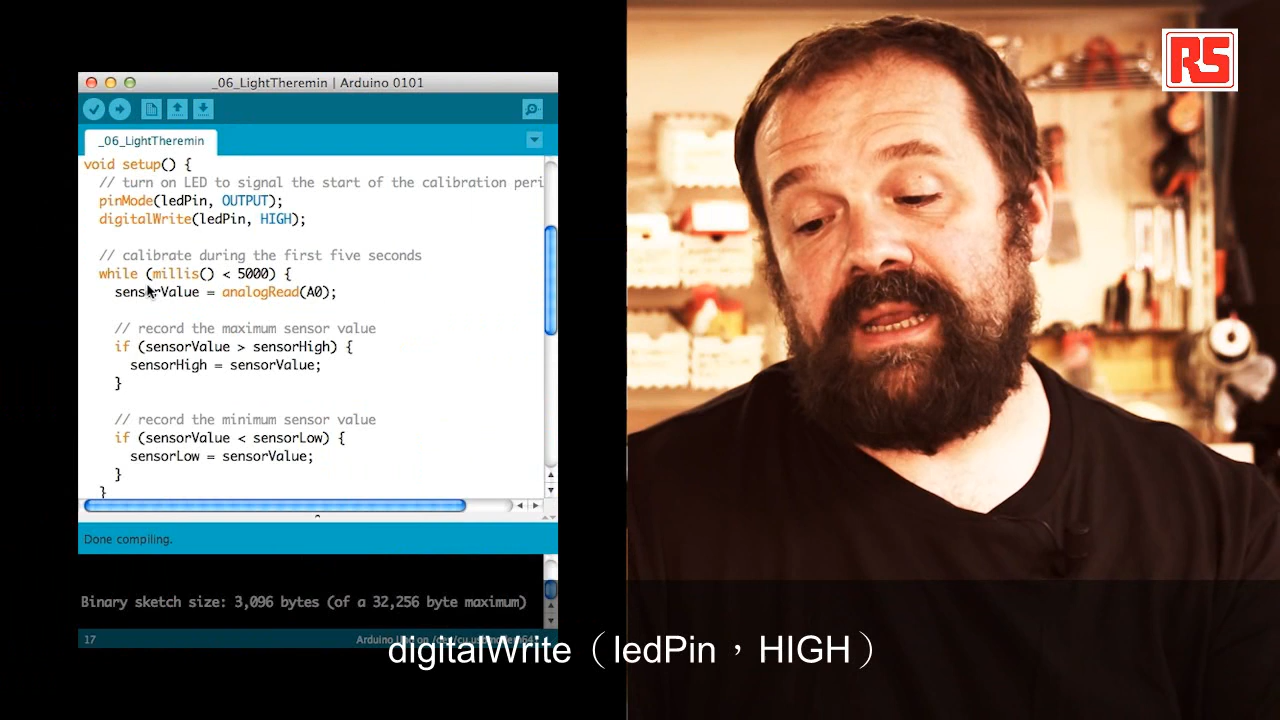 _06_LightTheremin | Arduino 0101
_06_LightTheremin
void setup() {
// turn on LED to signal the start of the calibration peri
pinMode(ledPin, OUTPUT);
digitalWrite(ledPin, HIGH);
// calibrate during the first five seconds
while (millis() < 5000) {
sensorValue = analogRead(A0);
// record the maximum sensor value
if (sensorValue > sensorHigh) {
sensorHigh = sensorValue;
}
// record the minimum sensor value
if (sensorValue < sensorLow) {
sensorLow = sensorValue;
}
}
Done compiling.
Binary sketch size: 3,096 bytes (of a 32,256 byte maximum)
17
digitalWrite（ledPin，HIGH）
RS